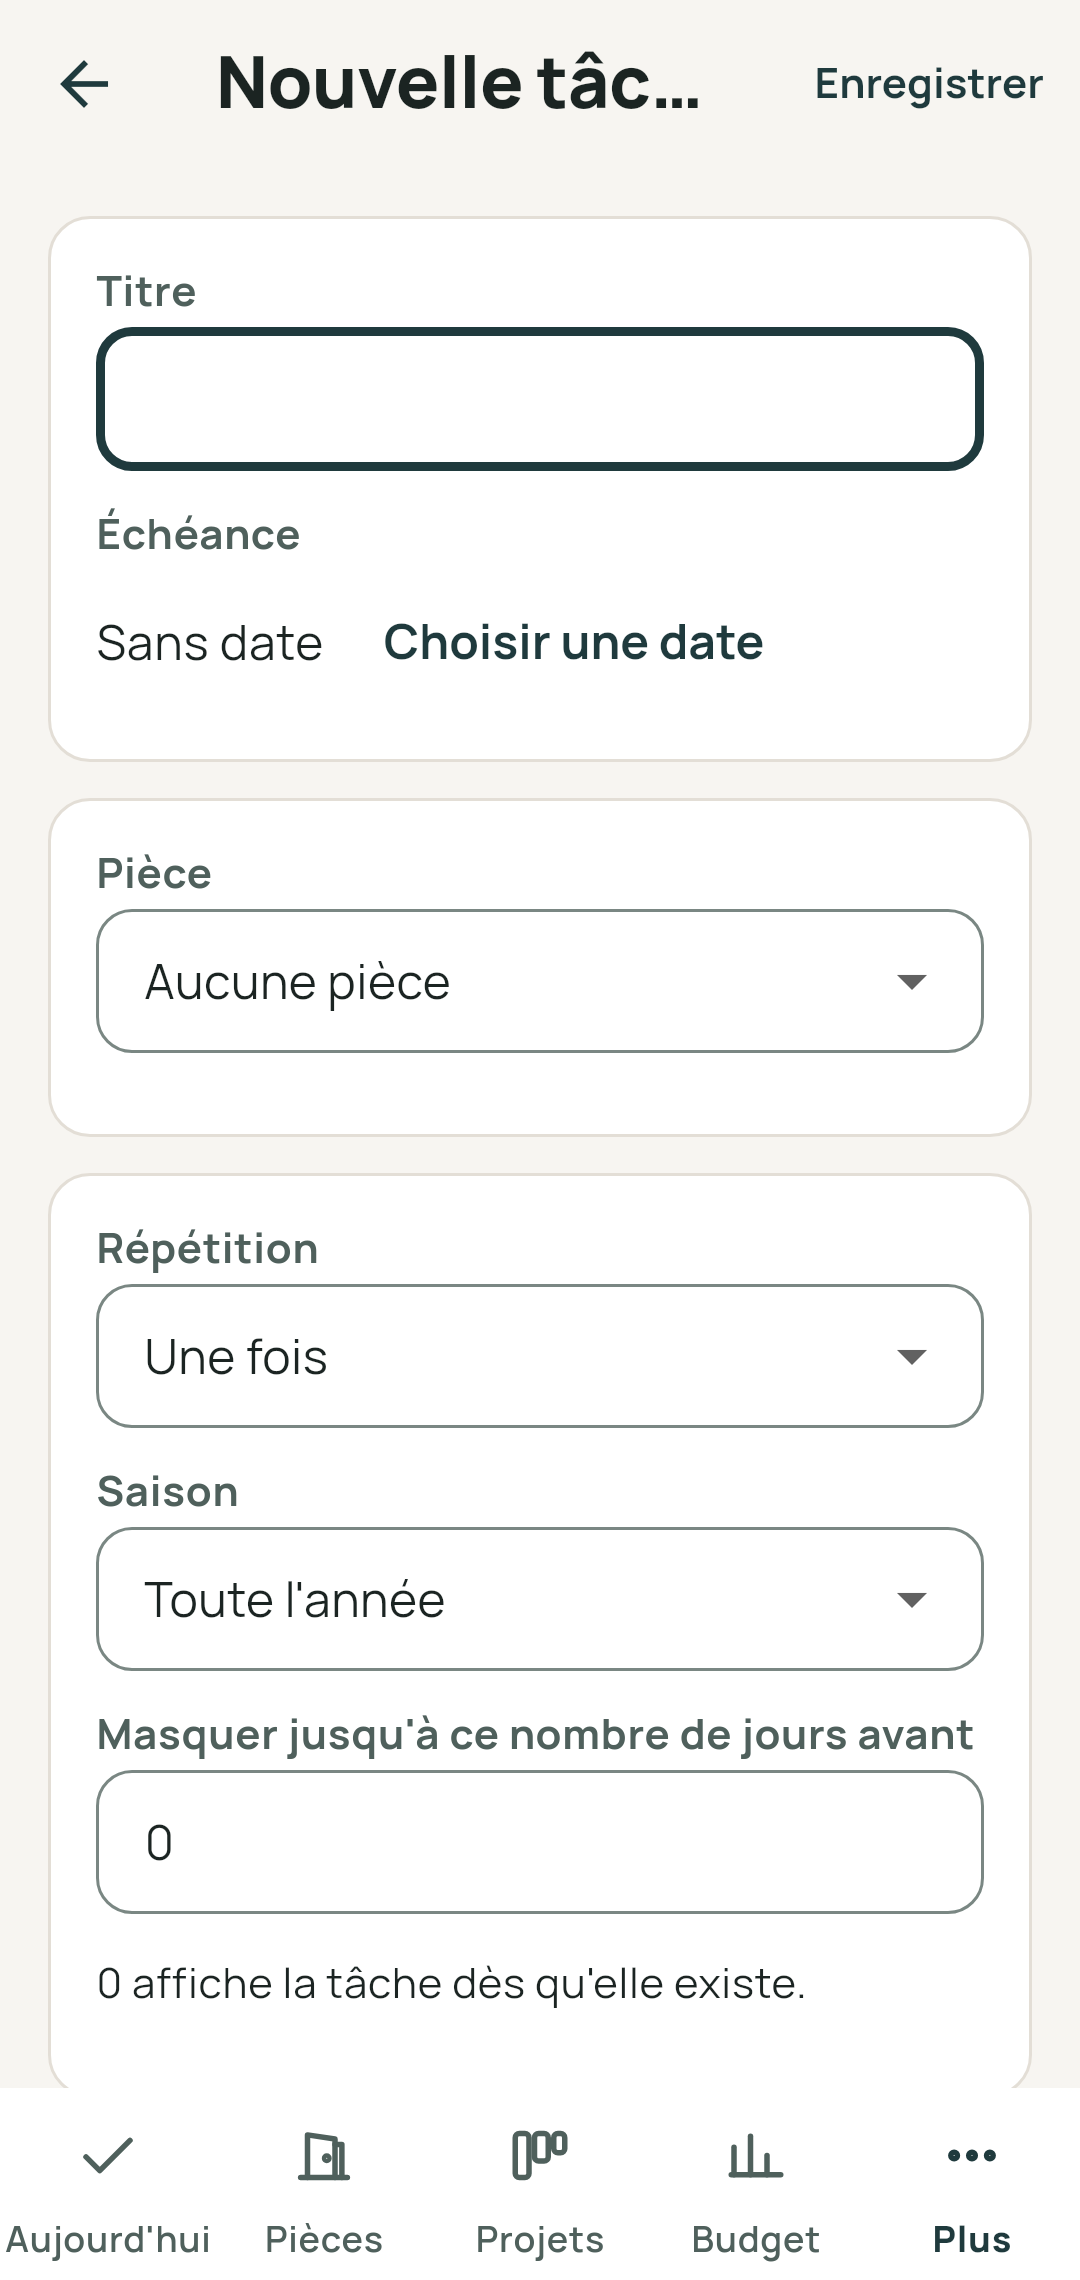 Nouvelle tâc...
Enregistrer
Titre
Échéance
Sans date
Choisir une date
Pièce
Aucune pièce
Répétition
Une fois
Saison
Toute l'année
Masquer jusqu'à ce nombre de jours avant
0
0 affiche la tâche dès qu'elle existe.
Aujourd'hui
Pièces
Projets
Budget
Plus